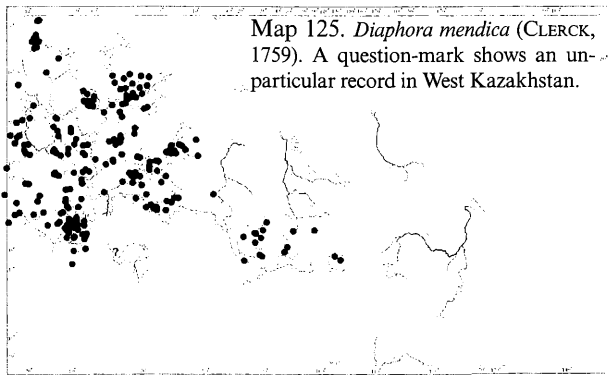 Map 125. Diaphora mendica (CLERCK,
1759). A question-mark shows an un-
particular record in West Kazakhstan.